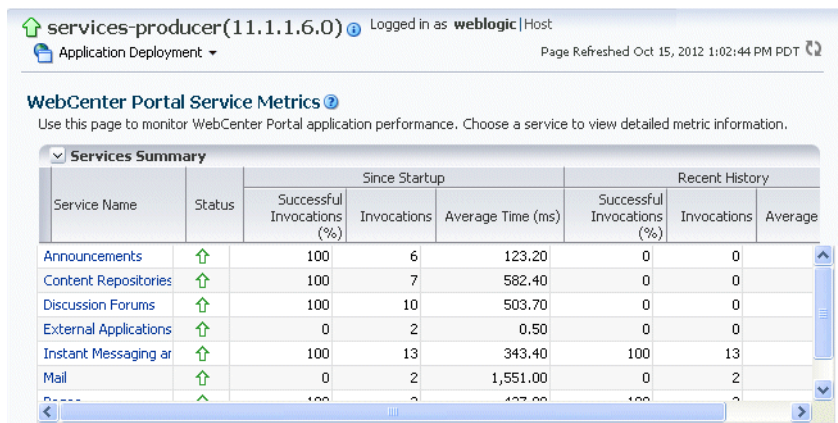 services-producer(11.1.1.6.0) Logged in as weblogic|Host
Application Deployment Page Refreshed Oct 15, 2012 1:02:44 PM PDT
WebCenter Portal Service Metrics
Use this page to monitor WebCenter Portal application performance. Choose a service to view detailed metric information.
Services Summary
Since Startup Recent History
Service Name Status Successful Invocations (%) Invocations Average Time (ms) Successful Invocations (%) Invocations Average
Announcements 100 6 123.20 0 0
Content Repositories 100 7 582.40 0 0
Discussion Forums 100 10 503.70 0 0
External Applications 0 2 0.50 0 0
Instant Messaging ar 100 13 343.40 100 13
Mail 0 2 1,551.00 0 2